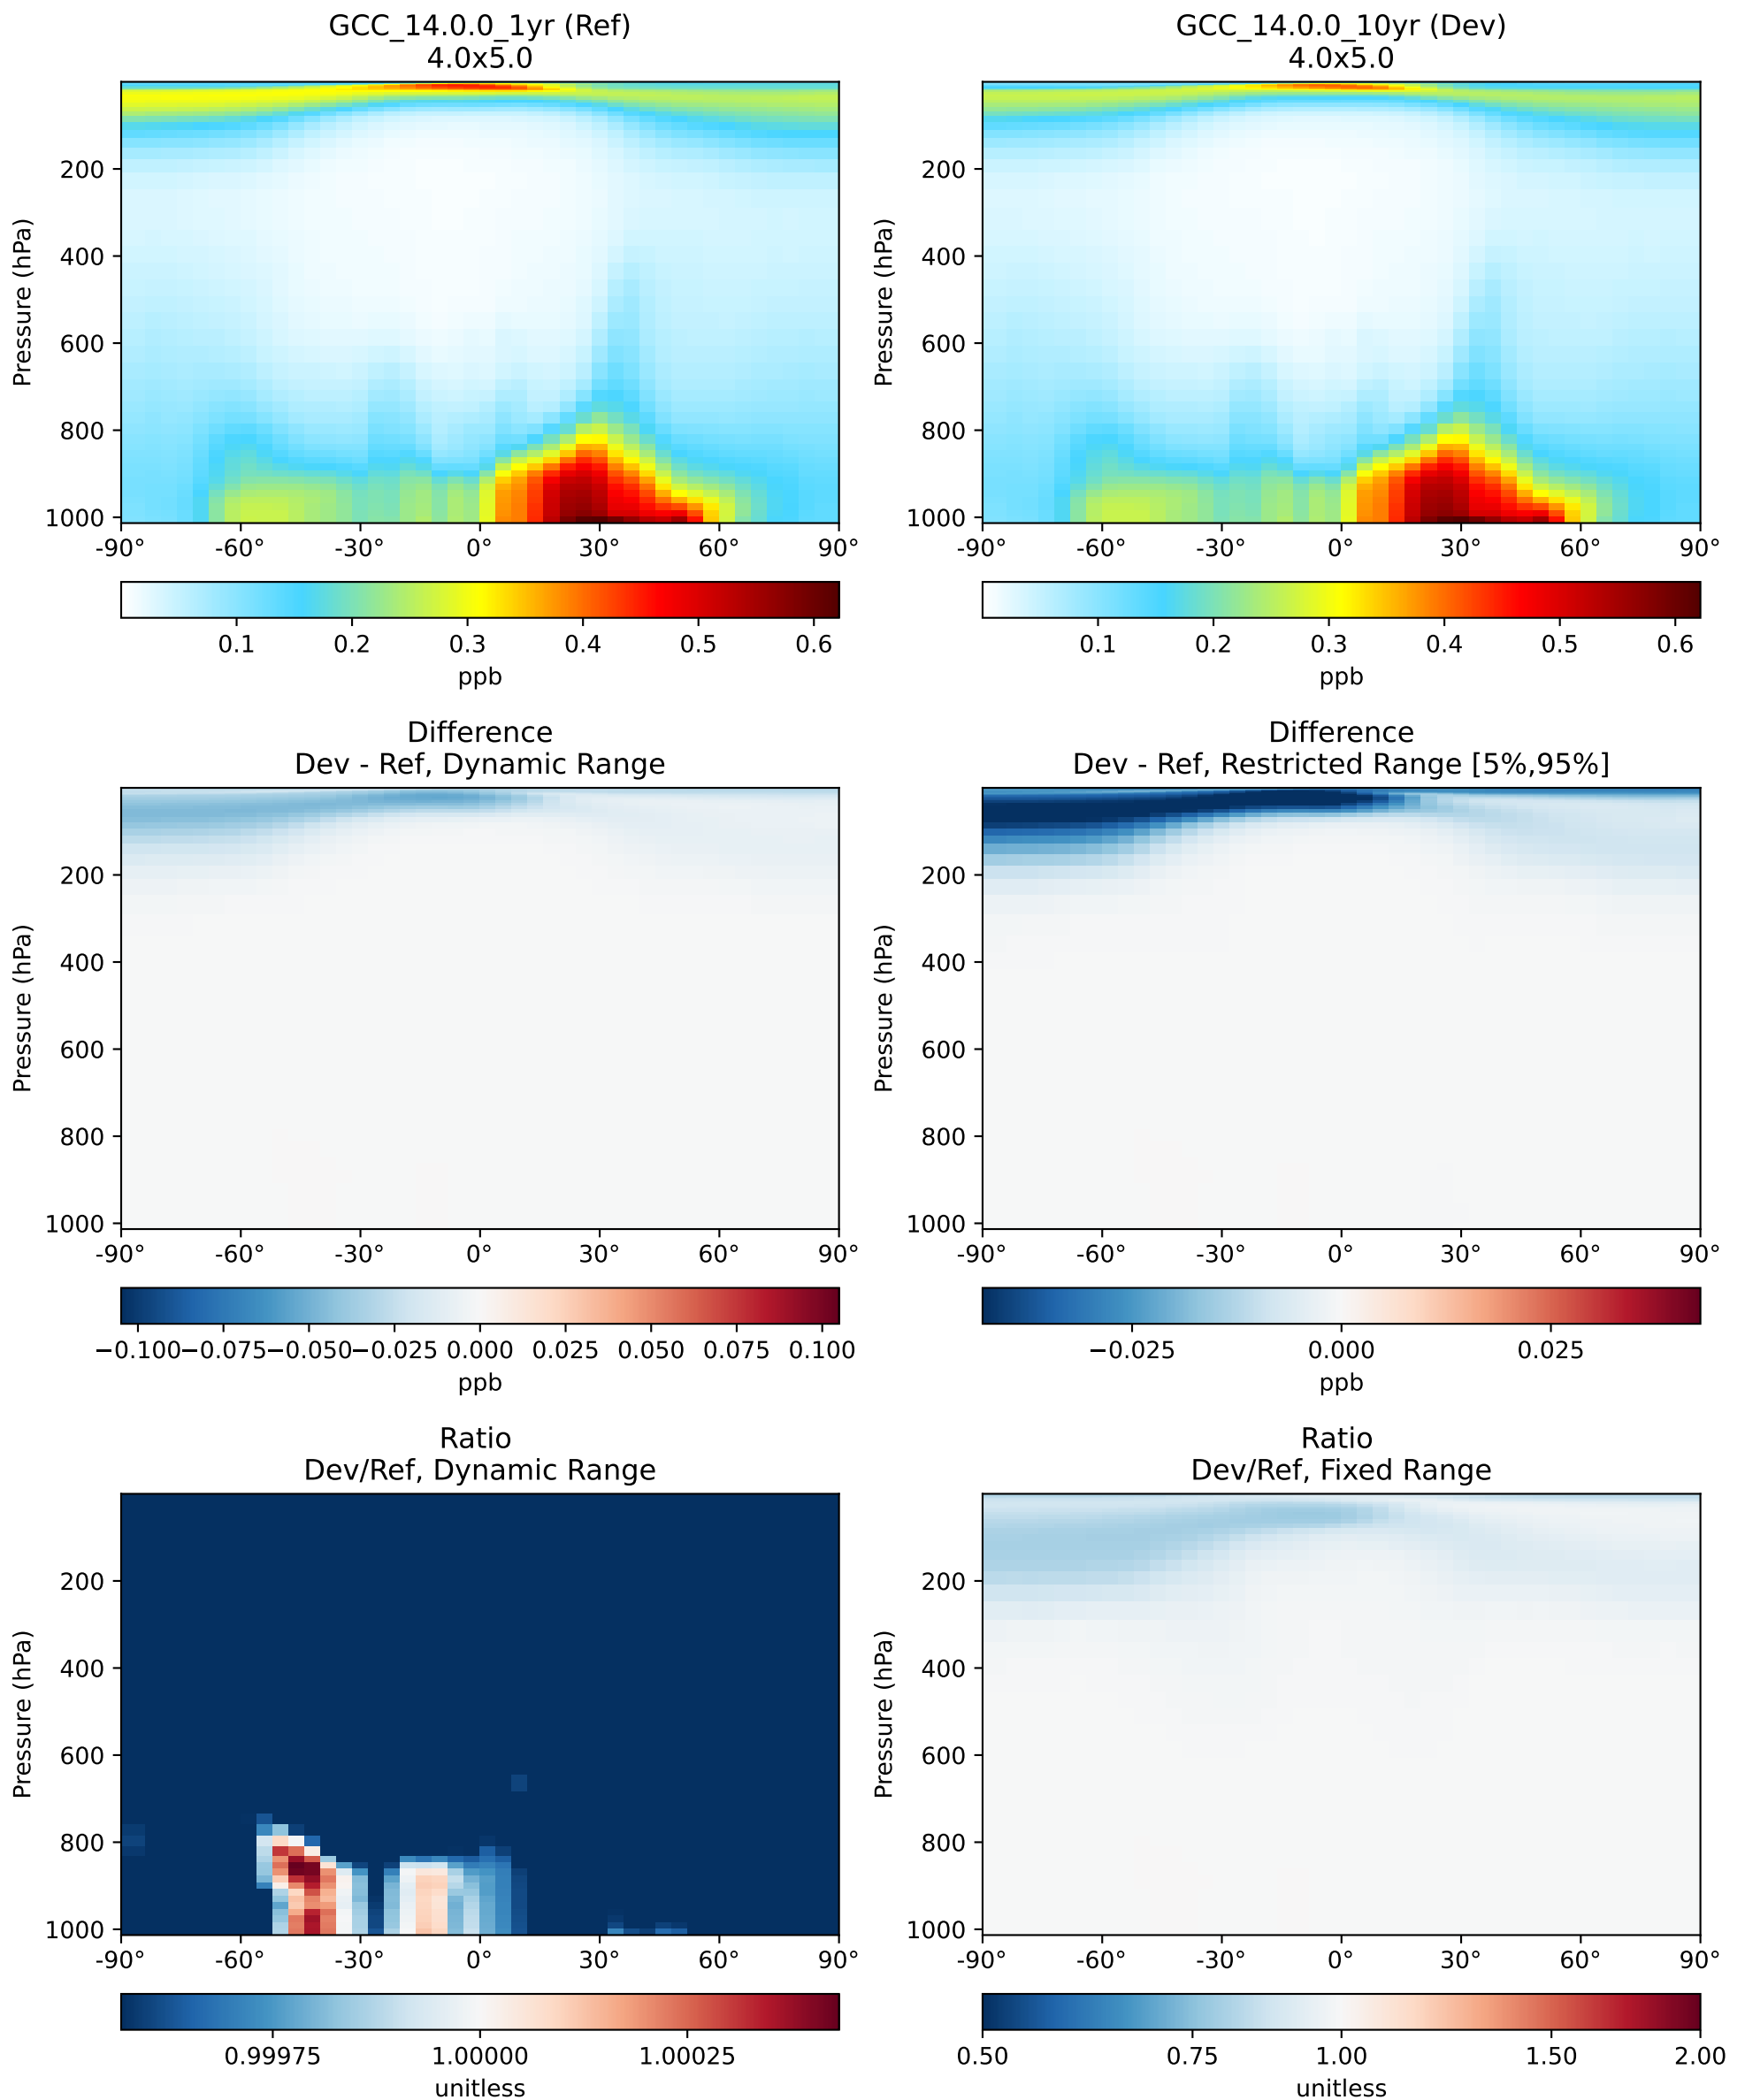 GCC_14.0.0_1yr (Ref)
4.0x5.0
GCC_14.0.0_10yr (Dev)
4.0x5.0
Pressure (hPa)
200
400
600
800
1000
-90° -60° -30° 0° 30° 60° 90°
0.1 0.2 0.3 0.4 0.5 0.6
ppb
Pressure (hPa)
200
400
600
800
1000
-90° -60° -30° 0° 30° 60° 90°
0.1 0.2 0.3 0.4 0.5 0.6
ppb
Difference
Dev - Ref, Dynamic Range
Pressure (hPa)
200
400
600
800
1000
-90° -60° -30° 0° 30° 60° 90°
−0.100 −0.075 −0.050 −0.025 0.000 0.025 0.050 0.075 0.100
ppb
Difference
Dev - Ref, Restricted Range [5%,95%]
Pressure (hPa)
200
400
600
800
1000
-90° -60° -30° 0° 30° 60° 90°
−0.025 0.000 0.025
ppb
Ratio
Dev/Ref, Dynamic Range
Pressure (hPa)
200
400
600
800
1000
-90° -60° -30° 0° 30° 60° 90°
0.99975 1.00000 1.00025
unitless
Ratio
Dev/Ref, Fixed Range
Pressure (hPa)
200
400
600
800
1000
-90° -60° -30° 0° 30° 60° 90°
0.50 0.75 1.00 1.50 2.00
unitless